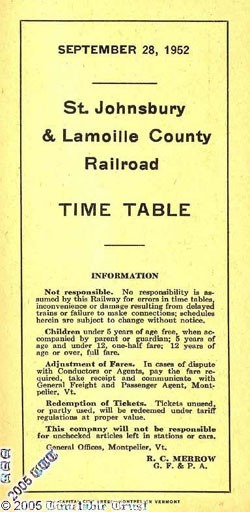 SEPTEMBER 28, 1952
St. Johnsbury
& Lamoille County
Railroad
TIME TABLE
INFORMATION
Not responsible. No responsibility is as-
sumed by this Railway for errors in time tables,
inconvenience or damage resulting from delayed
trains or failure to make connections; schedules
herein are subject to change without notice.
Children under 5 years of age free, when ac-
companied by parent or guardian; 5 years of
age and under 12, one-half fare; 12 years of
age or over, full fare.
Adjustment of Fares. In cases of dispute
with Conductors or Agents, pay the fare re-
quired, take receipt and communicate with
General Freight and Passenger Agent, Mont-
pelier, Vt.
Redemption of Tickets. Tickets unused,
or partly used, will be redeemed under tariff
regulations at proper value.
This company will not be responsible
for unchecked articles left in stations or cars.
General Offices, Montpelier, Vt.
R. C. MERROW
G. F. & P. A.
VERMONT
2005
© 2005